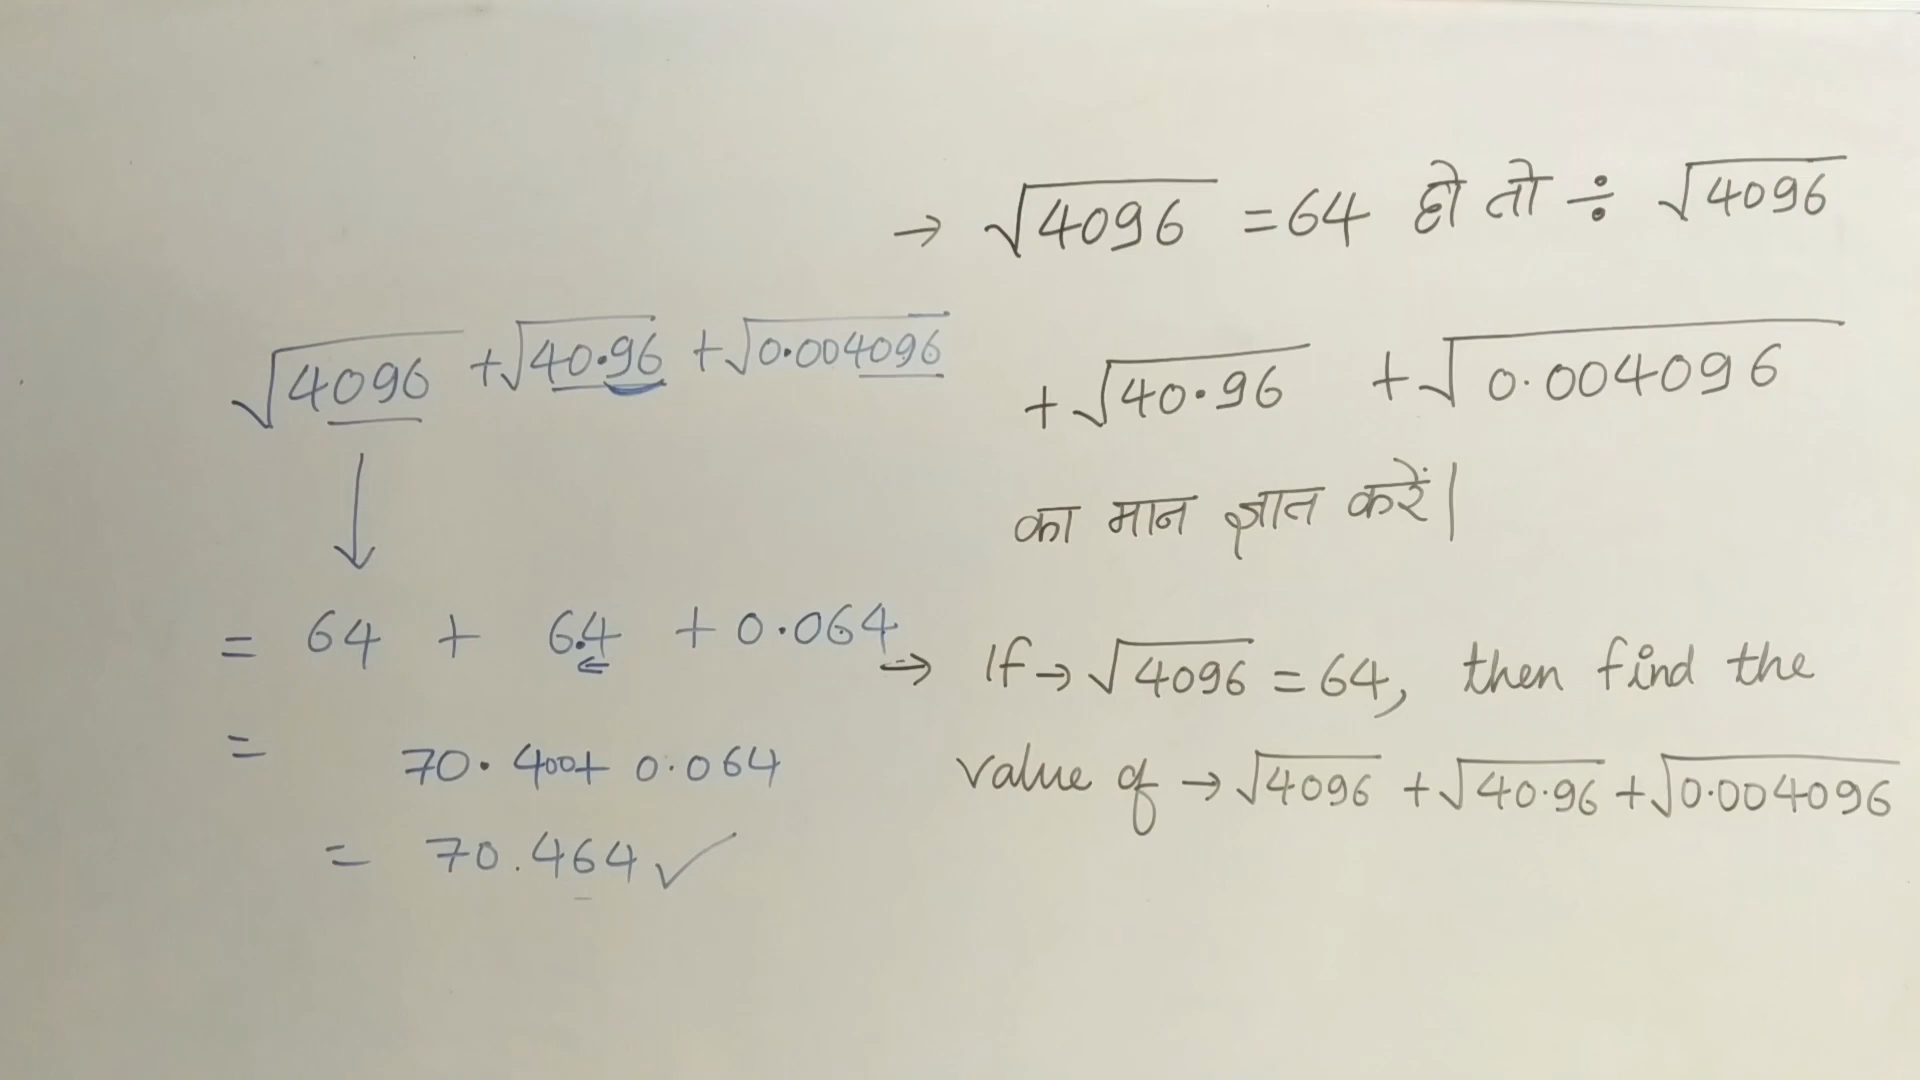 → √4096 = 64 हो तो ÷ √4096
+ √40.96 + √0.004096
का मान ज्ञात करें|
→ If → √4096 = 64, then find the
value of → √4096 + √40.96 + √0.004096
√4096 + √40.96 + √0.004096
↓
= 64 + 6.4 + 0.064
= 70.400 + 0.064
= 70.464 ✓